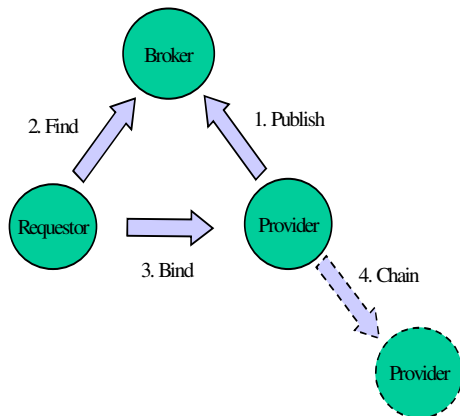 Broker
2. Find
1. Publish
Requestor
Provider
3. Bind
4. Chain
Provider